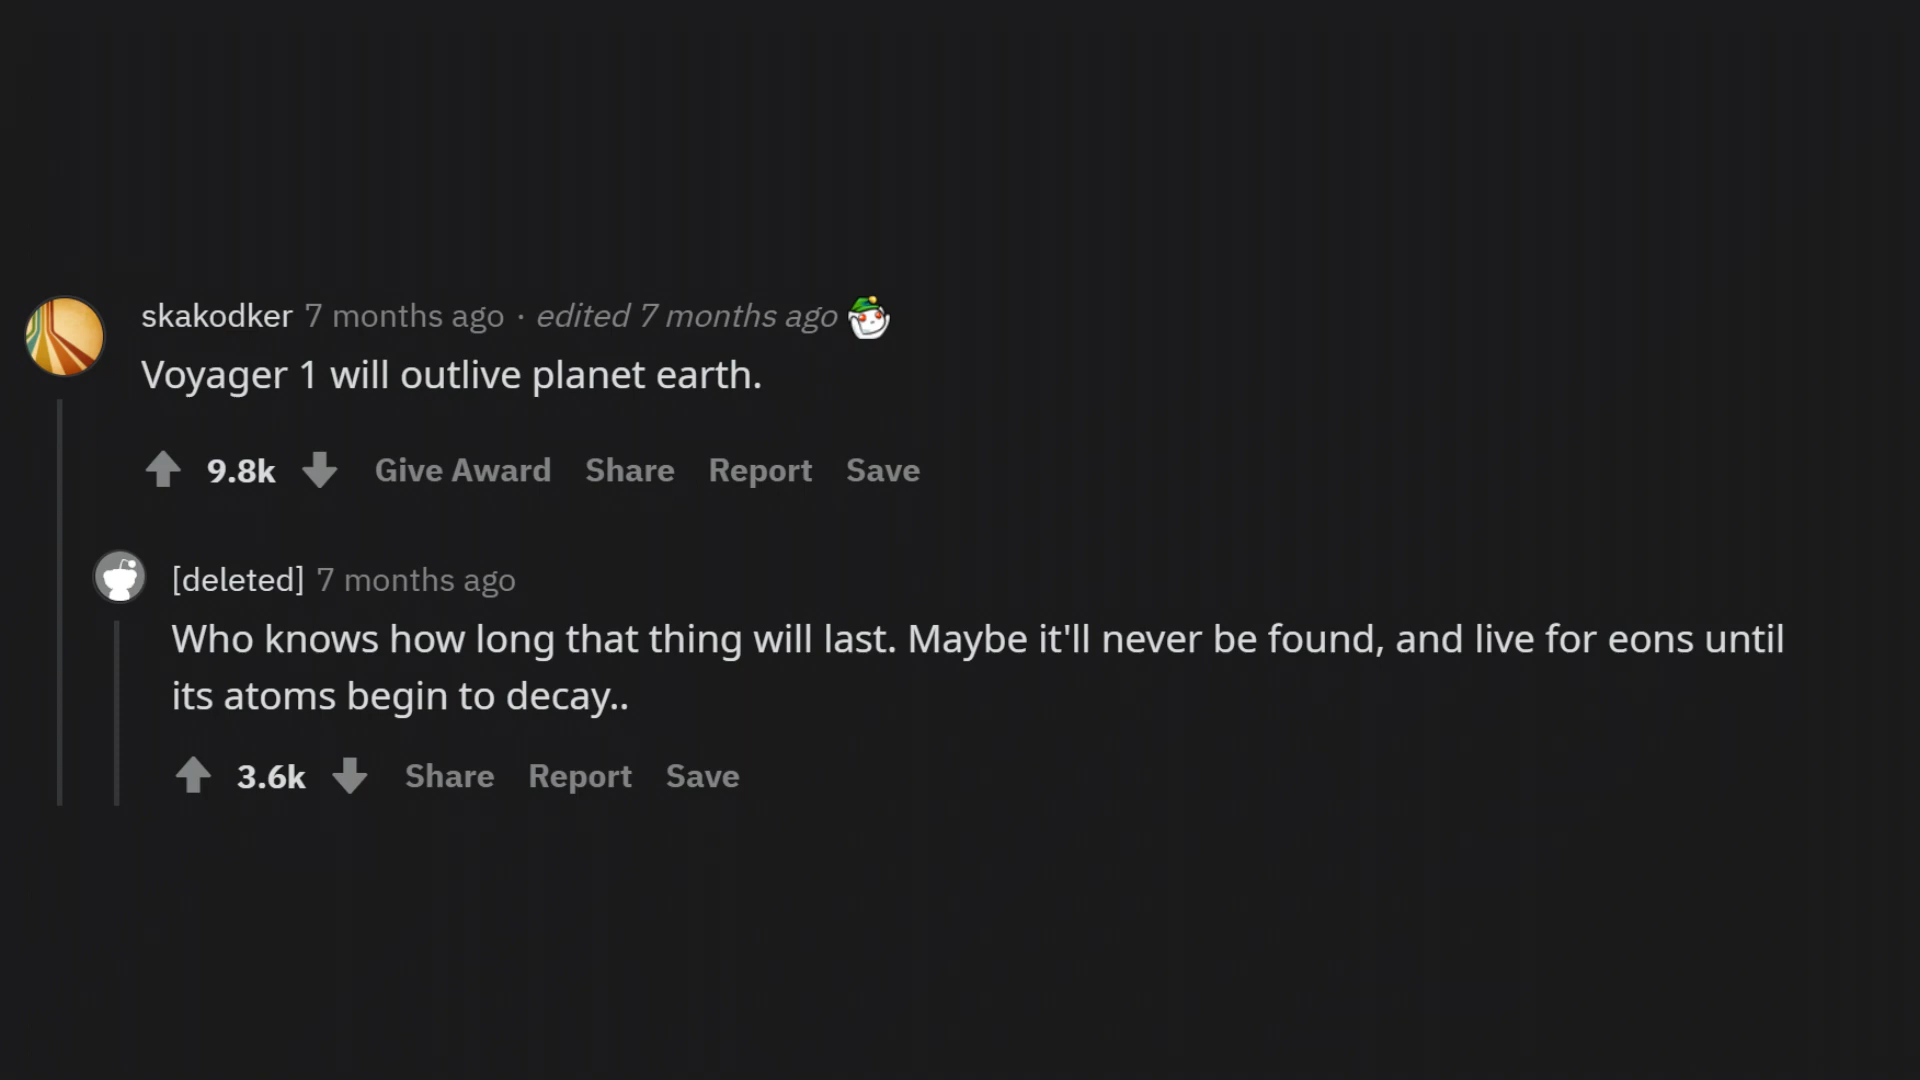 skakodker 7 months ago · edited 7 months ago
Voyager 1 will outlive planet earth.
9.8k Give Award Share Report Save
[deleted] 7 months ago
Who knows how long that thing will last. Maybe it'll never be found, and live for eons until
its atoms begin to decay..
3.6k Share Report Save